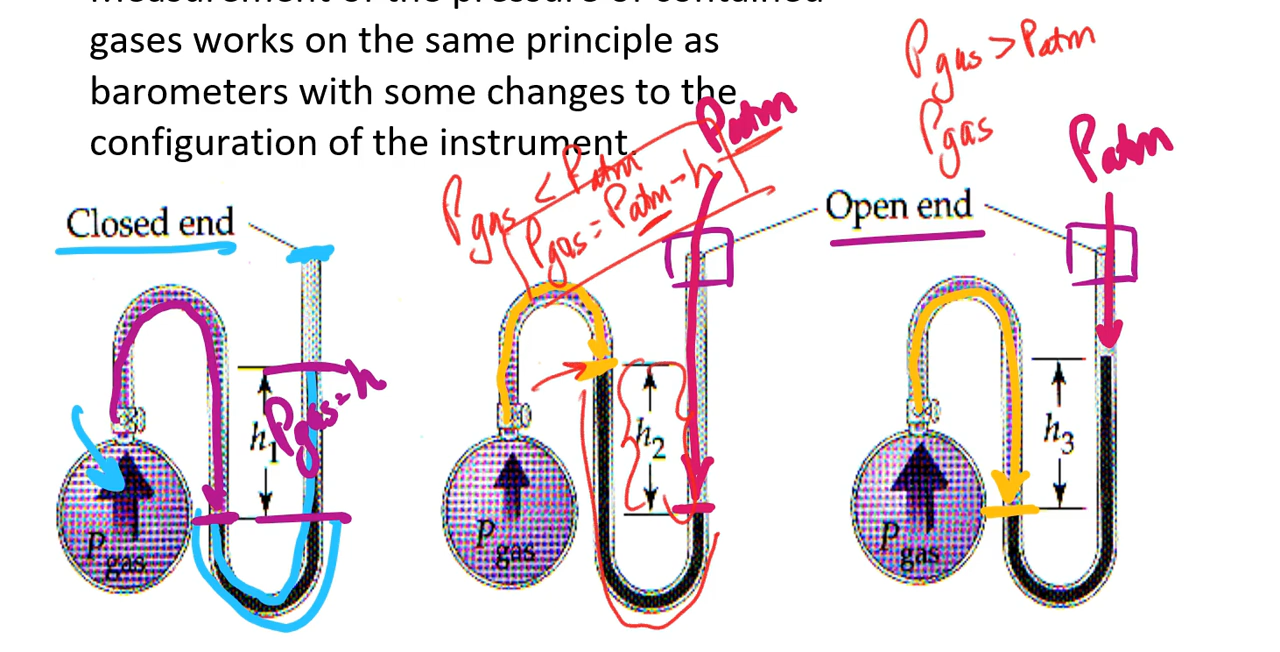 Measurement of the pressure of contained
gases works on the same principle as
barometers with some changes to the
configuration of the instrument.
Pgas > Patm
Pgas
Patm
Patm
Pgas < Patm
Pgas = Patm - h
Closed end
Open end
Pgas = h
h1
h2
h3
Pgas
Pgas
Pgas